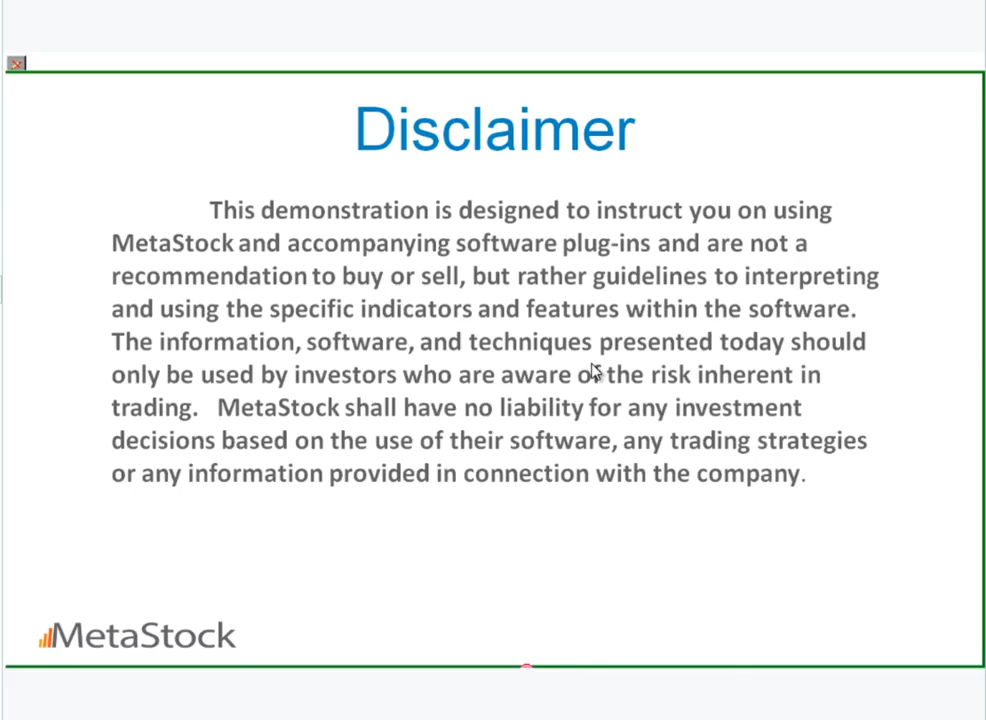 Disclaimer
This demonstration is designed to instruct you on using
MetaStock and accompanying software plug-ins and are not a
recommendation to buy or sell, but rather guidelines to interpreting
and using the specific indicators and features within the software.
The information, software, and techniques presented today should
only be used by investors who are aware of the risk inherent in
trading. MetaStock shall have no liability for any investment
decisions based on the use of their software, any trading strategies
or any information provided in connection with the company.
MetaStock